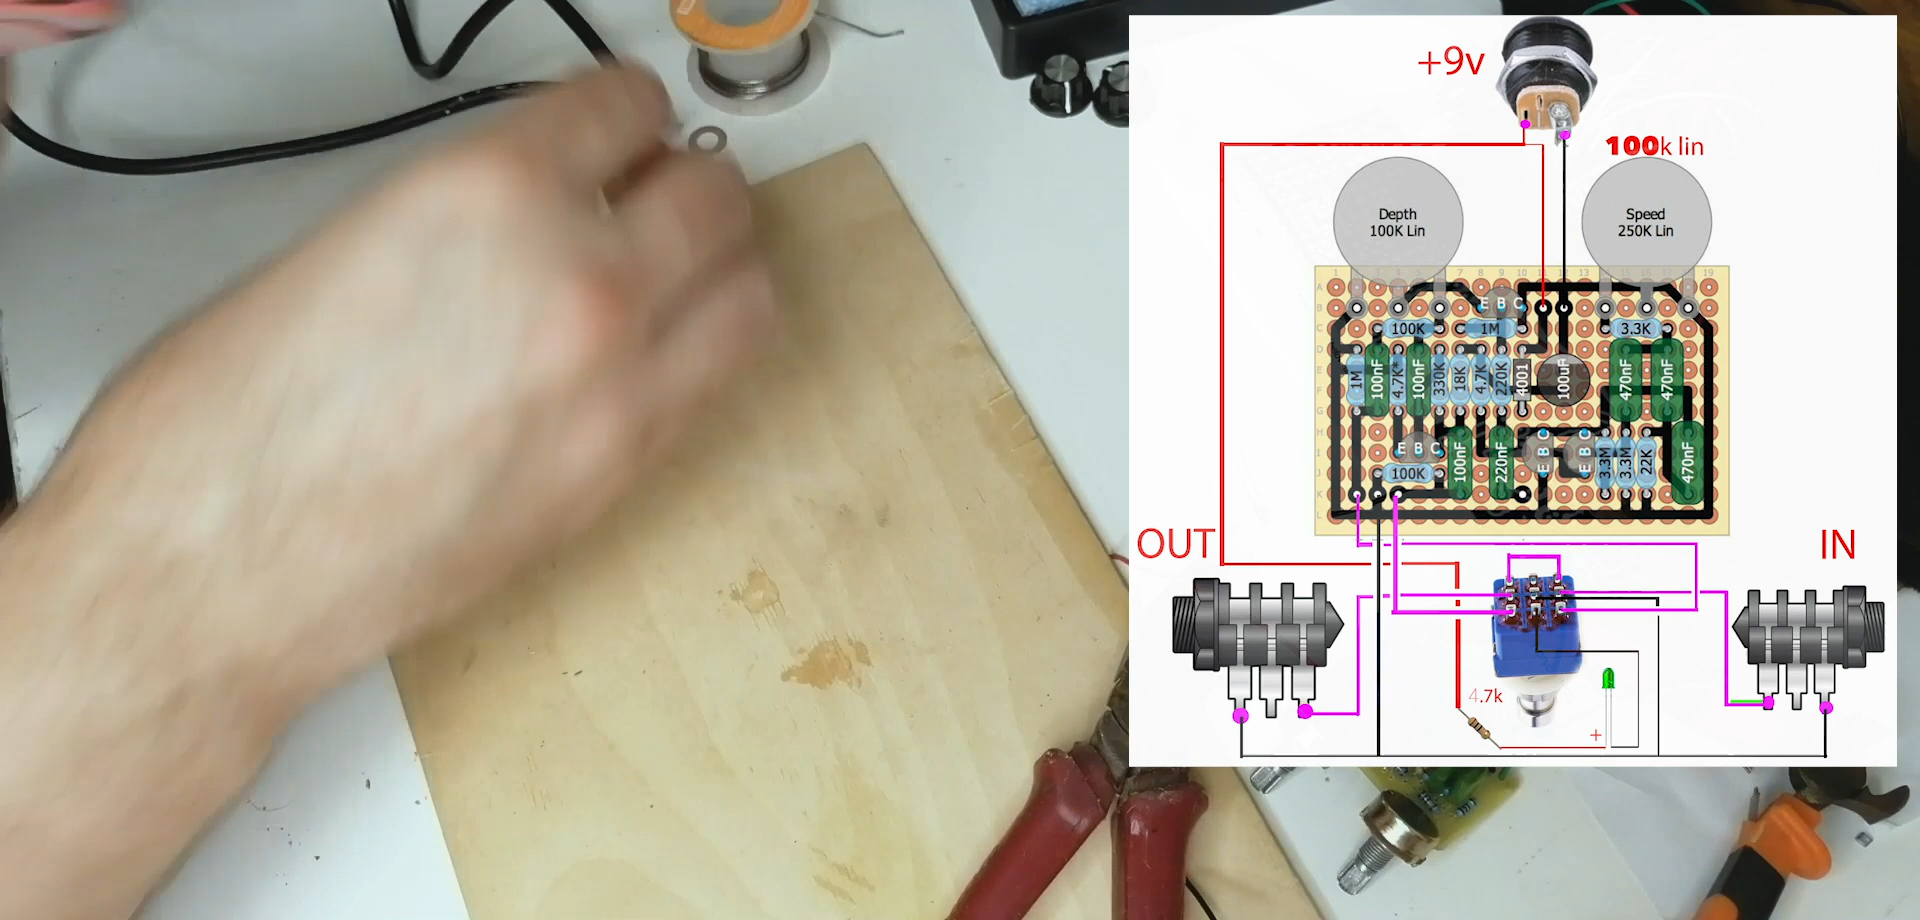 +9v
100k lin
Depth
100K Lin
Speed
250K Lin
E B C
100K
1M
3.3K
1M
100nF
4.7K*
100nF
330K
18K
4.7K
220K
4001
100uF
470nF
470nF
E B C
100K
100nF
220nF
E B C
E B C
3.3M
3.3M
22K
470nF
OUT
IN
4.7k
+